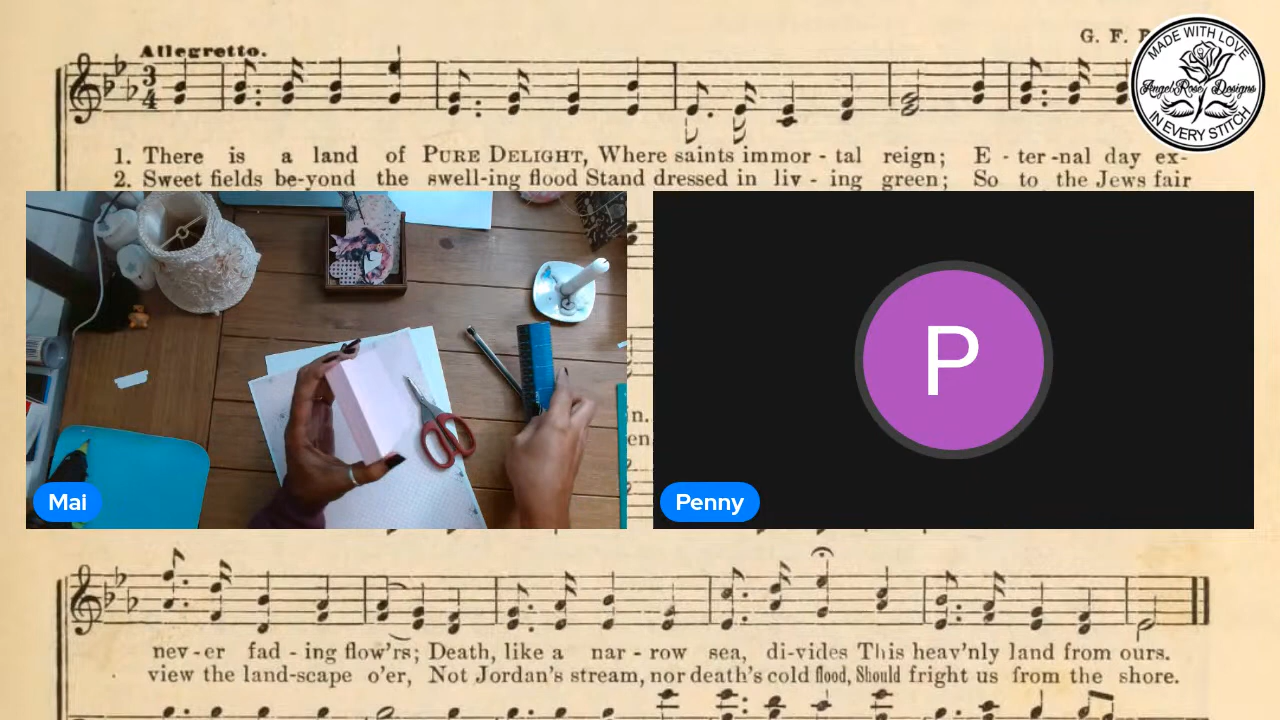 Allegretto.
G. F.
MADE WITH LOVE
AngelRose Designs
IN EVERY STITCH
1. There is a land of PURE DELIGHT, Where saints immor - tal reign; E - ter -nal day ex-
2. Sweet fields be-yond the swell-ing flood Stand dressed in liv - ing green; So to the Jews fair
n.
en
P
Mai
Penny
nev - er fad - ing flow'rs; Death, like a nar - row sea, di-vides This heav'nly land from ours.
view the land-scape o'er, Not Jordan's stream, nor death's cold flood, Should fright us from the shore.